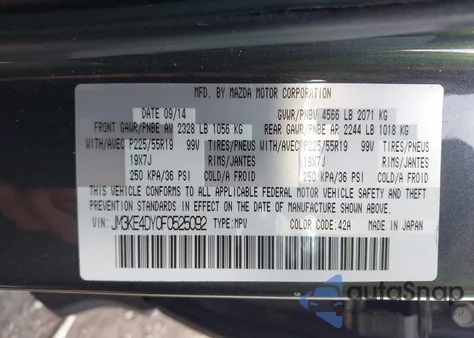 MFD. BY MAZDA MOTOR CORPORATION
DATE 09/14 GVWR/PNBV 4566 LB 2071 KG
FRONT GAWR/PNBE AV 2328 LB 1056 KG REAR GAWR/PNBE AR 2244 LB 1018 KG
WITH/AVEC P225/55R19 99V TIRES/PNEUS WITH/AVEC P225/55R19 99V TIRES/PNEUS
19X7J RIMS/JANTES 19X7J RIMS/JANTES
250 KPA/36 PSI COLD/A FROID 250 KPA/36 PSI COLD/A FROID
THIS VEHICLE CONFORMS TO ALL APPLICABLE FEDERAL MOTOR VEHICLE SAFETY AND THEFT
PREVENTION STANDARDS IN EFFECT ON THE DATE OF MANUFACTURE SHOWN ABOVE.
VIN: JM3KE4DY0F0525092 TYPE:MPV COLOR CODE:42A MADE IN JAPAN
autoSnap